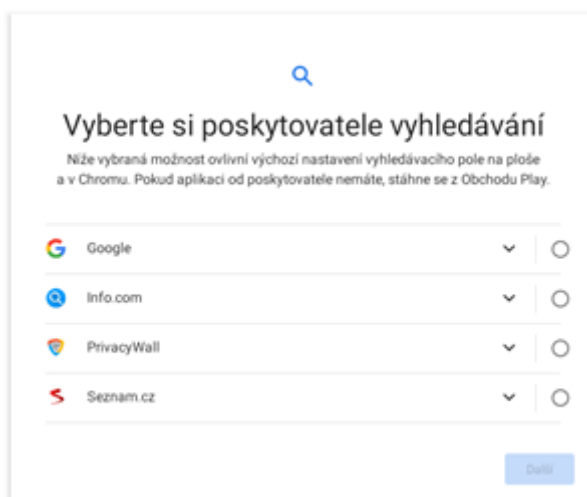 Vyberte si poskytovatele vyhledávání
Níže vybraná možnost ovlivní výchozí nastavení vyhledávacího pole na ploše
a v Chromu. Pokud aplikaci od poskytovatele nemáte, stáhne se z Obchodu Play.
Google
Info.com
PrivacyWall
Seznam.cz
Další